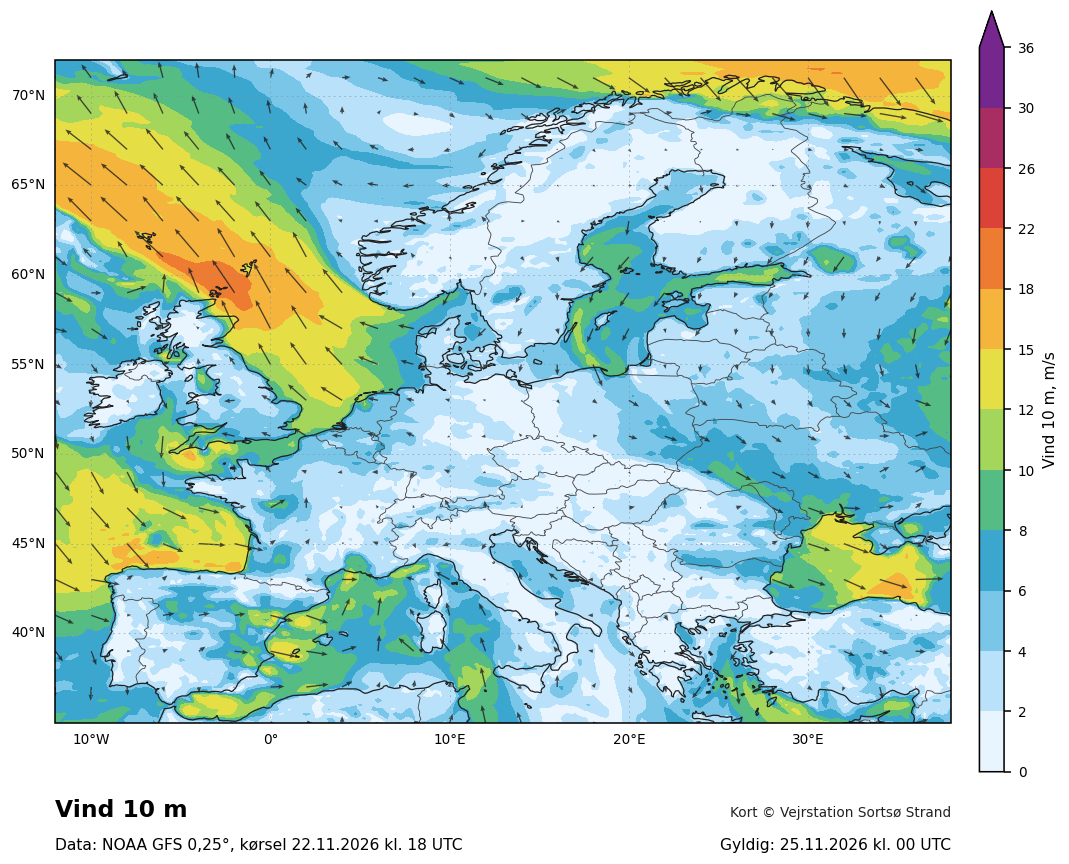 36
70°N
30
26
65°N
22
60°N
18
15
55°N
Vind 10 m, m/s
12
50°N
10
8
45°N
6
40°N
4
2
10°W
0°
10°E
20°E
30°E
0
Vind 10 m
Kort © Vejrstation Sortsø Strand
Data: NOAA GFS 0,25°, kørsel 22.11.2026 kl. 18 UTC
Gyldig: 25.11.2026 kl. 00 UTC